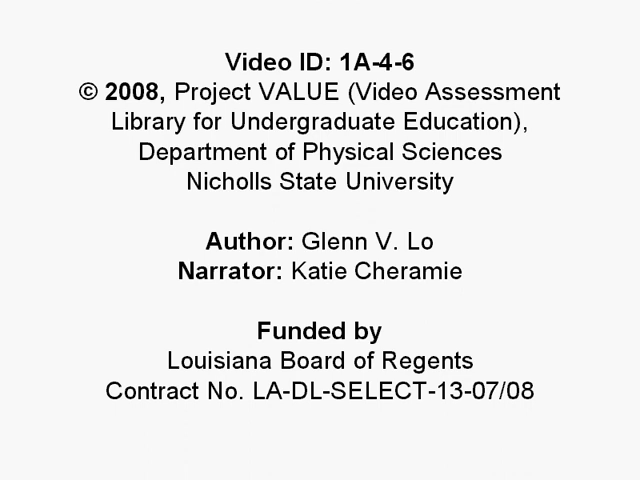 Video ID: 1A-4-6
© 2008, Project VALUE (Video Assessment
Library for Undergraduate Education),
Department of Physical Sciences
Nicholls State University
Author: Glenn V. Lo
Narrator: Katie Cheramie
Funded by
Louisiana Board of Regents
Contract No. LA-DL-SELECT-13-07/08